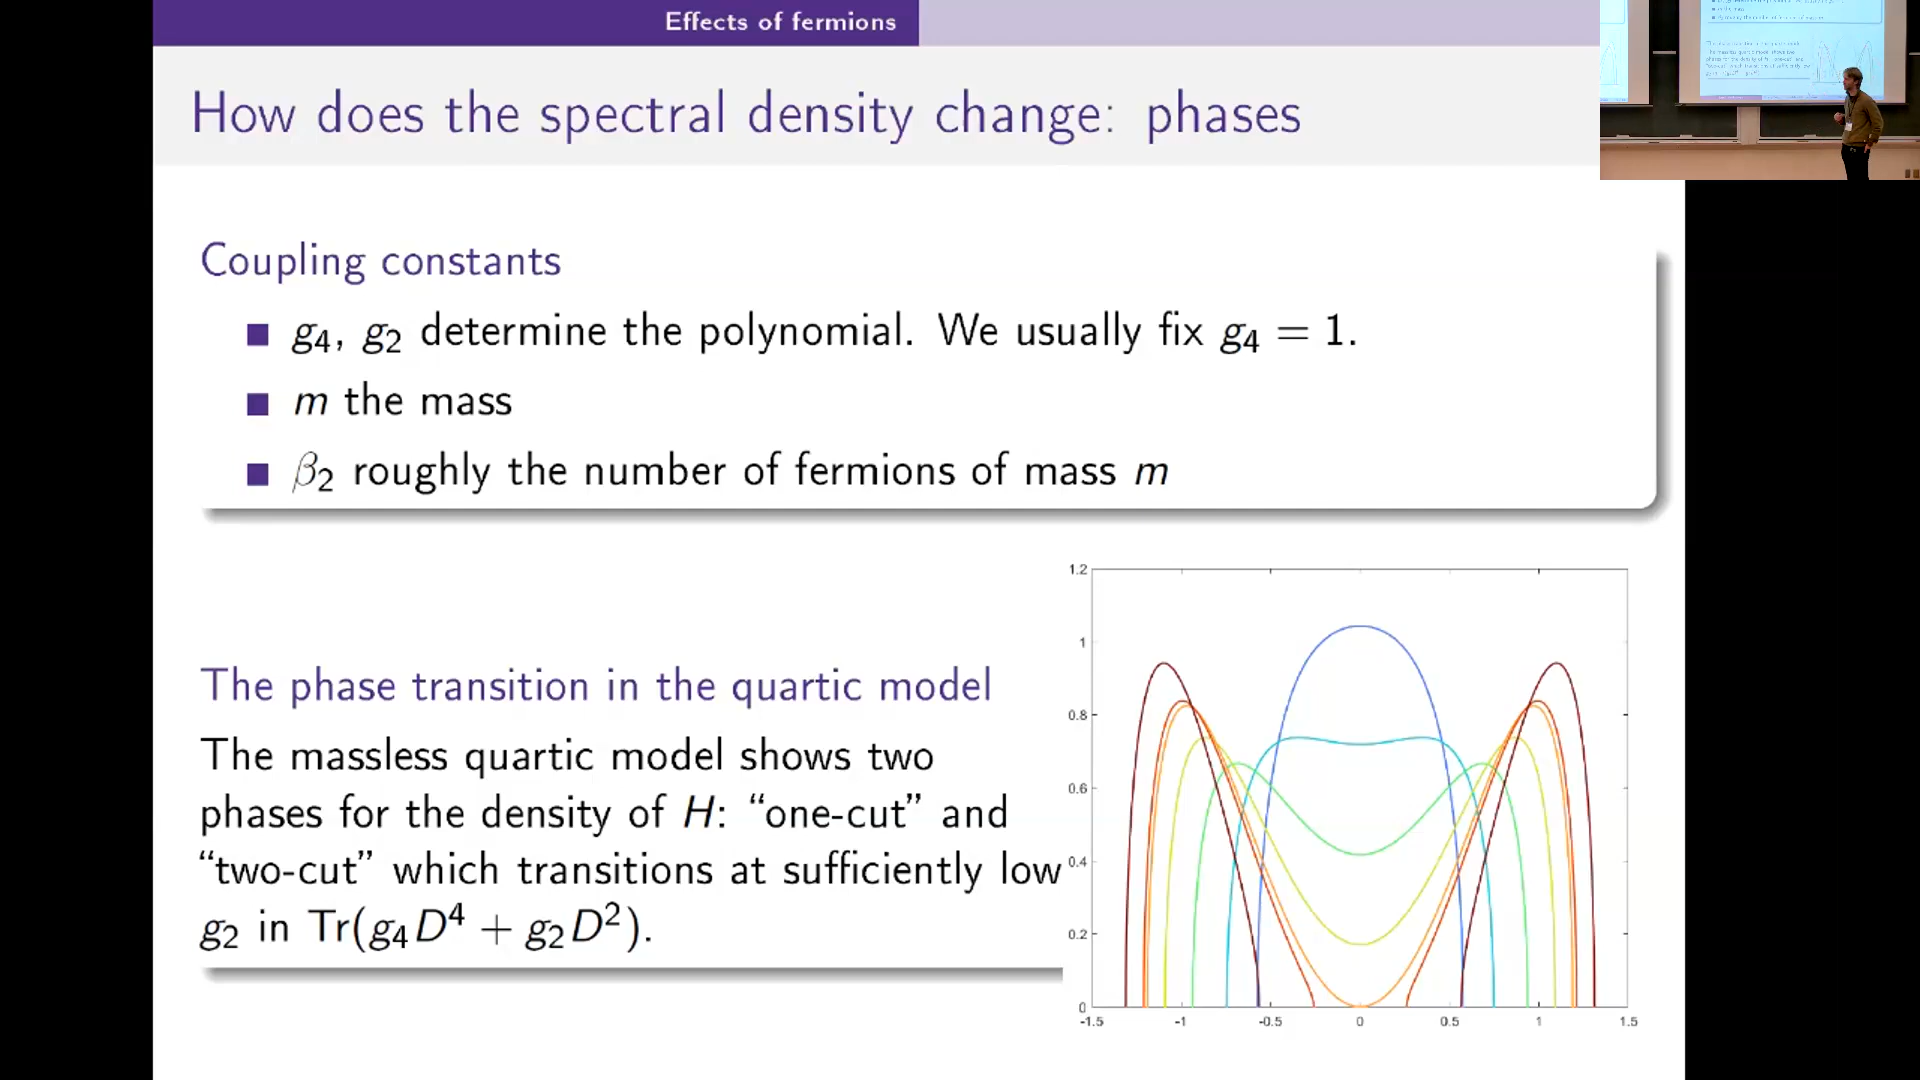 Effects of fermions
How does the spectral density change: phases
Coupling constants
g₄, g₂ determine the polynomial. We usually fix g₄ = 1.
m the mass
β₂ roughly the number of fermions of mass m
The phase transition in the quartic model
The massless quartic model shows two
phases for the density of H: “one-cut” and
“two-cut” which transitions at sufficiently low
g₂ in Tr(g₄D⁴ + g₂D²).
1.2
1
0.8
0.6
0.4
0.2
0
-1.5 -1 -0.5 0 0.5 1 1.5